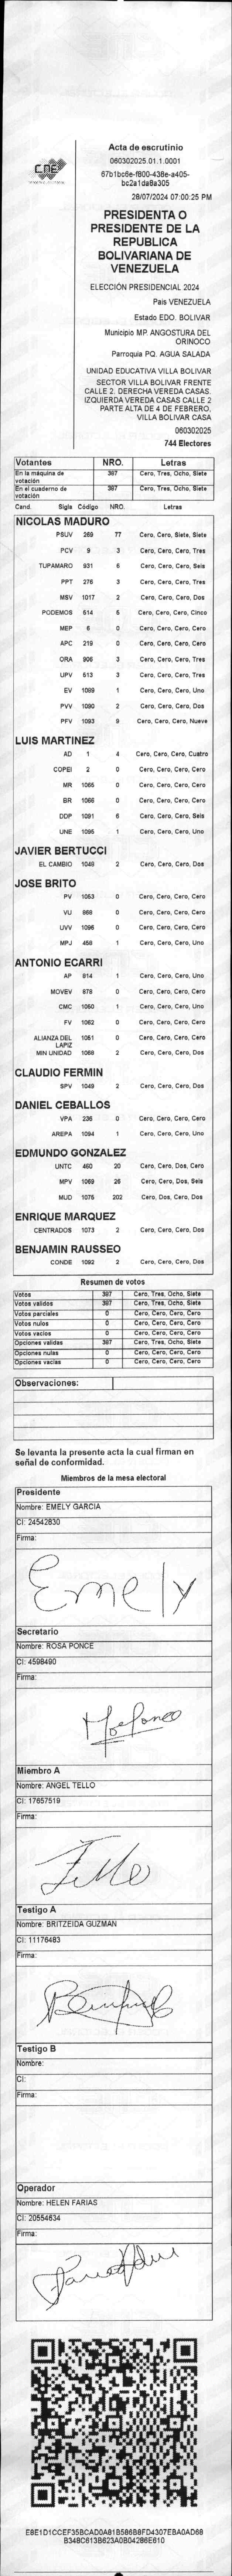 CNE
Acta de escrutinio
060302025.01.1.0001
67b1bc6e-f800-438e-a405-
bc2a1da8a305
28/07/2024 07:00:25 PM
PRESIDENTA O
PRESIDENTE DE LA
REPUBLICA
BOLIVARIANA DE
VENEZUELA
ELECCIÓN PRESIDENCIAL 2024
País VENEZUELA
Estado EDO. BOLIVAR
Municipio MP. ANGOSTURA DEL
ORINOCO
Parroquia PQ. AGUA SALADA
UNIDAD EDUCATIVA VILLA BOLIVAR
SECTOR VILLA BOLIVAR FRENTE
CALLE 2. DERECHA VEREDA CASAS.
IZQUIERDA VEREDA CASAS CALLE 2
PARTE ALTA DE 4 DE FEBRERO.
VILLA BOLIVAR CASA
060302025
744 Electores
Votantes NRO. Letras
En la máquina de votación 387 Cero, Tres, Ocho, Siete
En el cuaderno de votación 387 Cero, Tres, Ocho, Siete
Cand. Sigla Código NRO. Letras
NICOLAS MADURO
PSUV 269 77 Cero, Cero, Siete, Siete
PCV 9 3 Cero, Cero, Cero, Tres
TUPAMARO 931 6 Cero, Cero, Cero, Seis
PPT 276 3 Cero, Cero, Cero, Tres
MSV 1017 2 Cero, Cero, Cero, Dos
PODEMOS 514 5 Cero, Cero, Cero, Cinco
MEP 6 0 Cero, Cero, Cero, Cero
APC 219 0 Cero, Cero, Cero, Cero
ORA 906 3 Cero, Cero, Cero, Tres
UPV 613 3 Cero, Cero, Cero, Tres
EV 1089 1 Cero, Cero, Cero, Uno
PVV 1090 2 Cero, Cero, Cero, Dos
PFV 1093 9 Cero, Cero, Cero, Nueve
LUIS MARTINEZ
AD 1 4 Cero, Cero, Cero, Cuatro
COPEI 2 0 Cero, Cero, Cero, Cero
MR 1065 0 Cero, Cero, Cero, Cero
BR 1066 0 Cero, Cero, Cero, Cero
DDP 1091 6 Cero, Cero, Cero, Seis
UNE 1095 1 Cero, Cero, Cero, Uno
JAVIER BERTUCCI
EL CAMBIO 1048 2 Cero, Cero, Cero, Dos
JOSE BRITO
PV 1053 0 Cero, Cero, Cero, Cero
VU 868 0 Cero, Cero, Cero, Cero
UVV 1096 0 Cero, Cero, Cero, Cero
MPJ 458 1 Cero, Cero, Cero, Uno
ANTONIO ECARRI
AP 814 1 Cero, Cero, Cero, Uno
MOVEV 878 0 Cero, Cero, Cero, Cero
CMC 1050 1 Cero, Cero, Cero, Uno
FV 1062 0 Cero, Cero, Cero, Cero
ALIANZA DEL LAPIZ 1051 0 Cero, Cero, Cero, Cero
MIN UNIDAD 1058 2 Cero, Cero, Cero, Dos
CLAUDIO FERMIN
SPV 1049 2 Cero, Cero, Cero, Dos
DANIEL CEBALLOS
VPA 236 0 Cero, Cero, Cero, Cero
AREPA 1094 1 Cero, Cero, Cero, Uno
EDMUNDO GONZALEZ
UNTC 460 20 Cero, Cero, Dos, Cero
MPV 1069 26 Cero, Cero, Dos, Seis
MUD 1075 202 Cero, Dos, Cero, Dos
ENRIQUE MARQUEZ
CENTRADOS 1073 2 Cero, Cero, Cero, Dos
BENJAMIN RAUSSEO
CONDE 1092 2 Cero, Cero, Cero, Dos
Resumen de votos
Votos 387 Cero, Tres, Ocho, Siete
Votos válidos 387 Cero, Tres, Ocho, Siete
Votos parciales 0 Cero, Cero, Cero, Cero
Votos nulos 0 Cero, Cero, Cero, Cero
Votos vacíos 0 Cero, Cero, Cero, Cero
Opciones validas 387 Cero, Tres, Ocho, Siete
Opciones nulas 0 Cero, Cero, Cero, Cero
Opciones vacías 0 Cero, Cero, Cero, Cero
Observaciones:
Se levanta la presente acta la cual firman en
señal de conformidad.
Miembros de la mesa electoral
Presidente
Nombre: EMELY GARCIA
CI: 24542830
Firma:
Emely
Secretario
Nombre: ROSA PONCE
CI: 4598490
Firma:
Miembro A
Nombre: ANGEL TELLO
CI: 17657519
Firma:
Tello
Testigo A
Nombre: BRITZEIDA GUZMAN
CI: 11176483
Firma:
Testigo B
Nombre:
CI:
Firma:
Operador
Nombre: HELEN FARIAS
CI: 20554634
Firma:
E8E1D1CCEF35BCAD0A81B586B8FD4307EBA0AD68
B348C613B623A0B04286E610